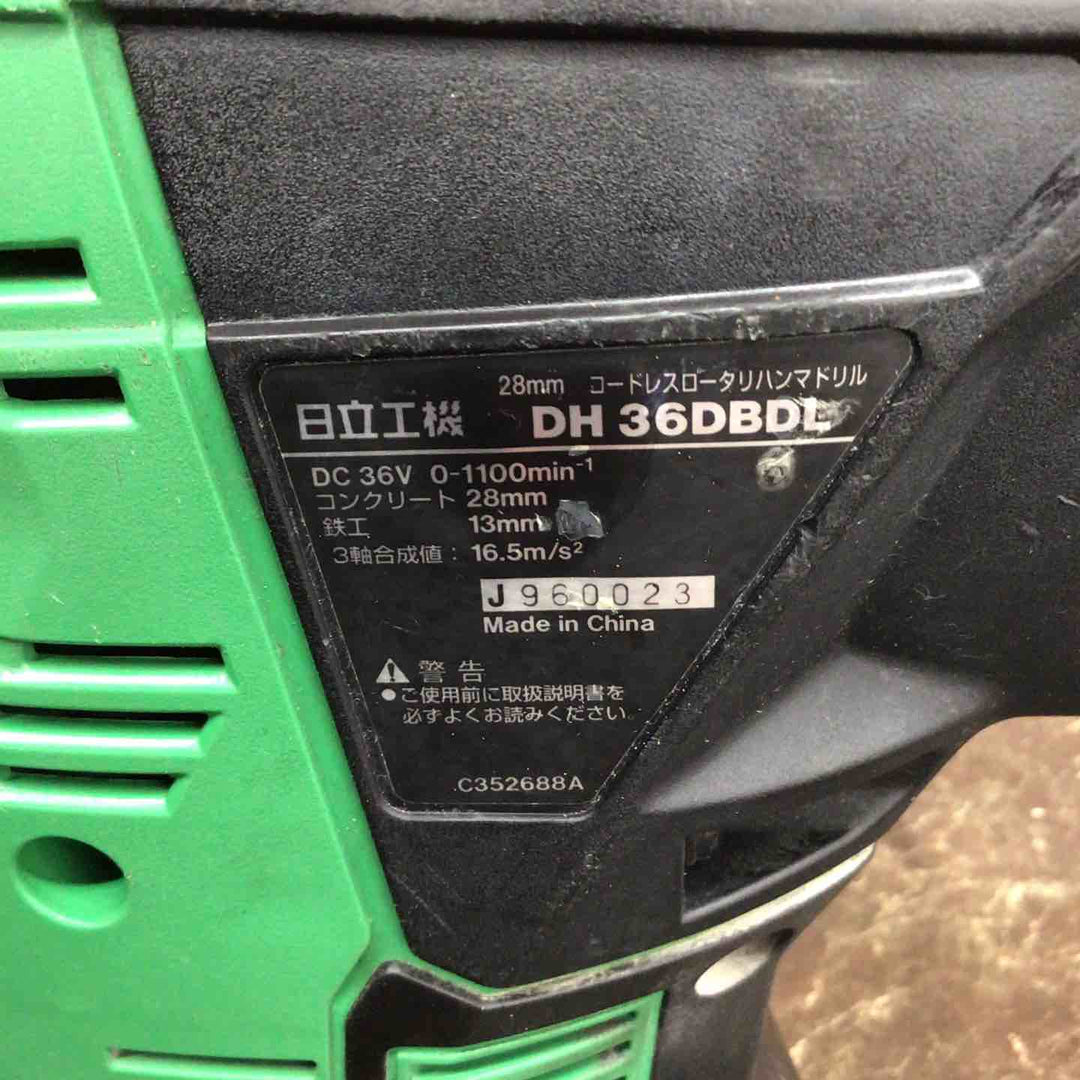 28mm コードレスロータリハンマドリル
日立工機 DH 36DBDL
DC 36V 0-1100min⁻¹
コンクリート 28mm
鉄工 13mm
3軸合成値：16.5m/s²
J960023
Made in China
警告
●ご使用前に取扱説明書を
必ずよくお読みください。
C352688A